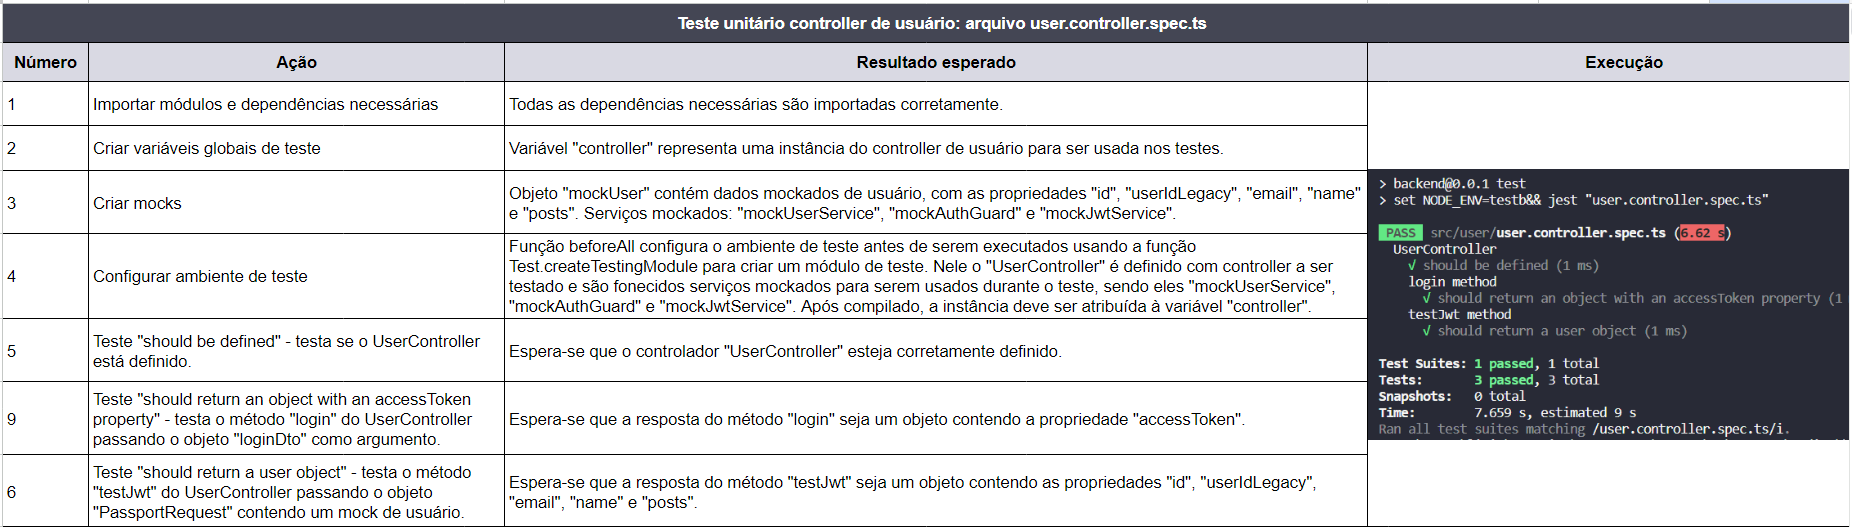 Teste unitário controller de usuário: arquivo user.controller.spec.ts
Número
Ação
Resultado esperado
Execução
1
Importar módulos e dependências necessárias
Todas as dependências necessárias são importadas corretamente.
2
Criar variáveis globais de teste
Variável "controller" representa uma instância do controller de usuário para ser usada nos testes.
3
Criar mocks
Objeto "mockUser" contém dados mockados de usuário, com as propriedades "id", "userIdLegacy", "email", "name"
e "posts". Serviços mockados: "mockUserService", "mockAuthGuard" e "mockJwtService".
4
Configurar ambiente de teste
Função beforeAll configura o ambiente de teste antes de serem executados usando a função
Test.createTestingModule para criar um módulo de teste. Nele o "UserController" é definido com controller a ser
testado e são fonecidos serviços mockados para serem usados durante o teste, sendo eles "mockUserService",
"mockAuthGuard" e "mockJwtService". Após compilado, a instância deve ser atribuída à variável "controller".
5
Teste "should be defined" - testa se o UserController
está definido.
Espera-se que o controlador "UserController" esteja corretamente definido.
9
Teste "should return an object with an accessToken
property" - testa o método "login" do UserController
passando o objeto "loginDto" como argumento.
Espera-se que a resposta do método "login" seja um objeto contendo a propriedade "accessToken".
6
Teste "should return a user object" - testa o método
"testJwt" do UserController passando o objeto
"PassportRequest" contendo um mock de usuário.
Espera-se que a resposta do método "testJwt" seja um objeto contendo as propriedades "id", "userIdLegacy",
"email", "name" e "posts".
> backend@0.0.1 test
> set NODE_ENV=testb&& jest "user.controller.spec.ts"
PASS src/user/user.controller.spec.ts (6.62 s)
UserController
√ should be defined (1 ms)
login method
√ should return an object with an accessToken property (1
testJwt method
√ should return a user object (1 ms)
Test Suites: 1 passed, 1 total
Tests: 3 passed, 3 total
Snapshots: 0 total
Time: 7.659 s, estimated 9 s
Ran all test suites matching /user.controller.spec.ts/i.